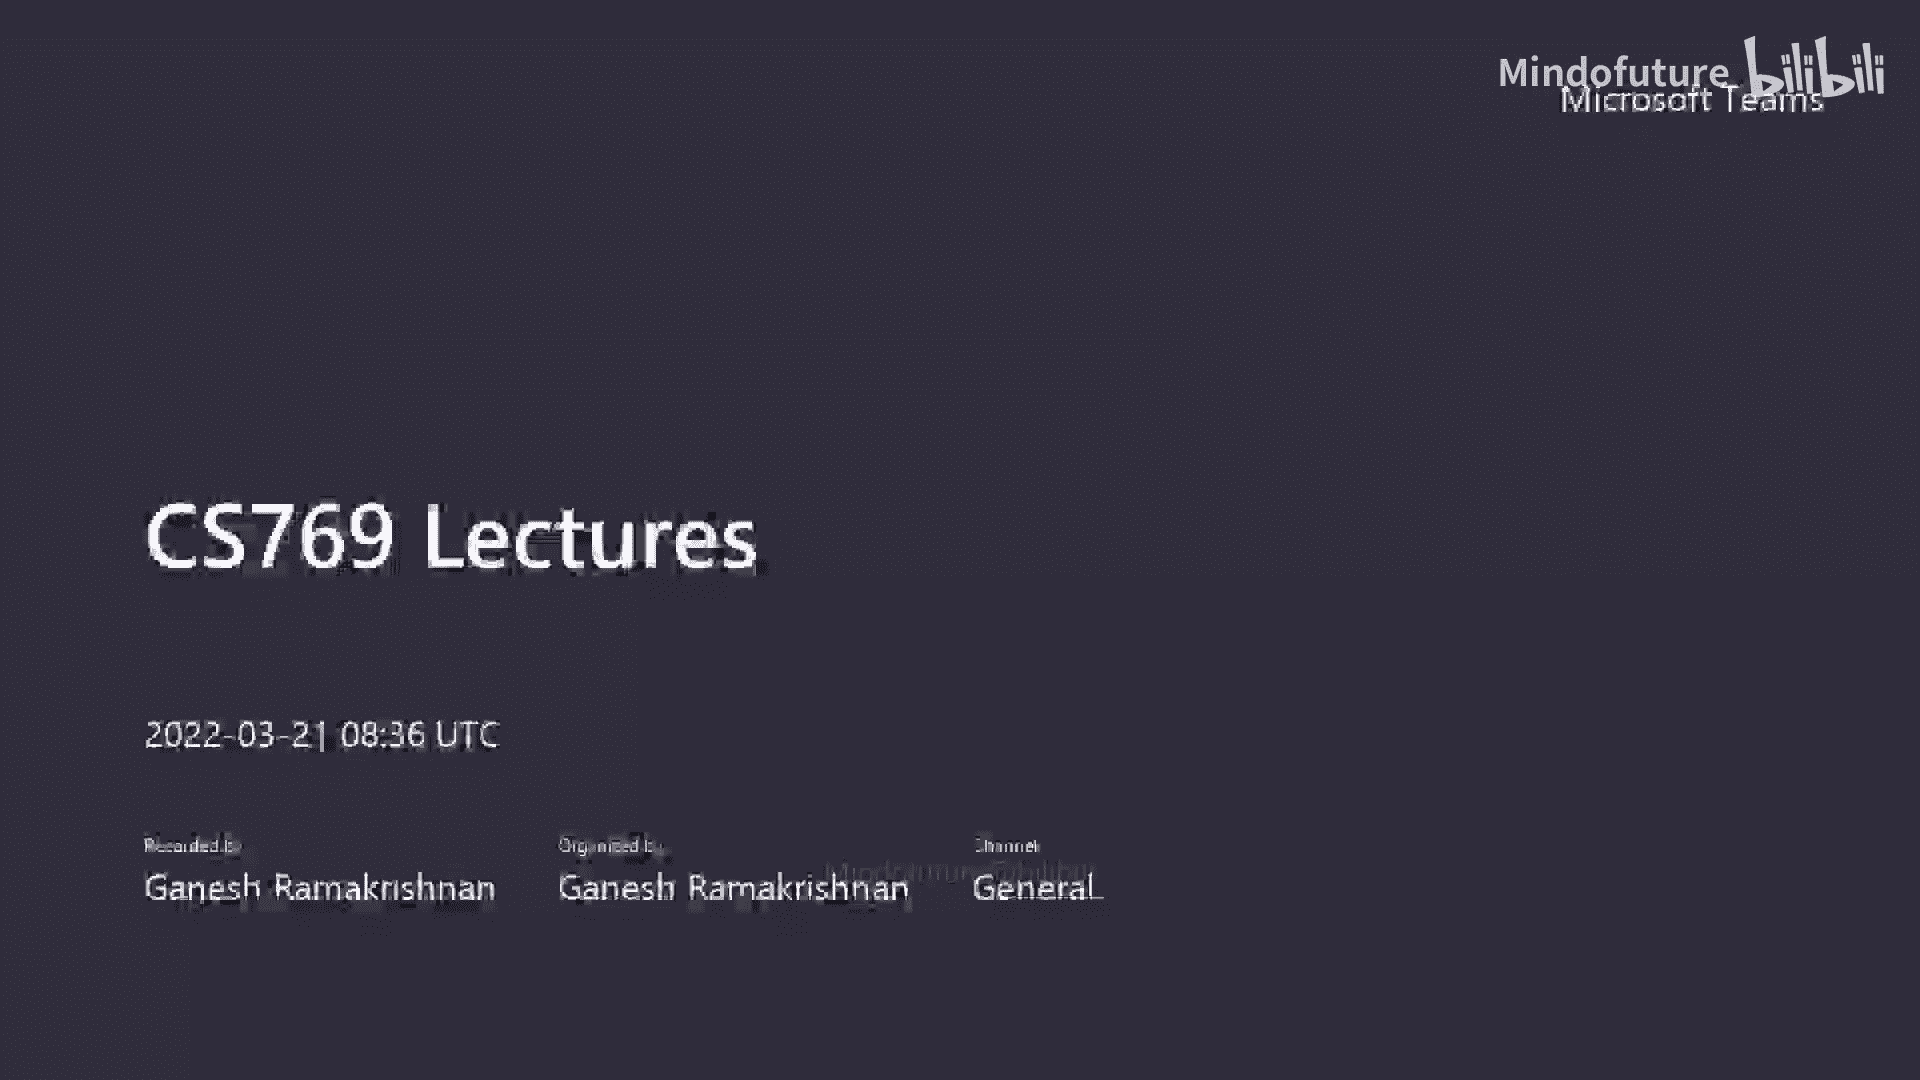 Mindofuture bilibili
Microsoft Teams
CS769 Lectures
2022-03-21 08:36 UTC
Recorded by
Organized by
Channel
Ganesh Ramakrishnan
Ganesh Ramakrishnan
General